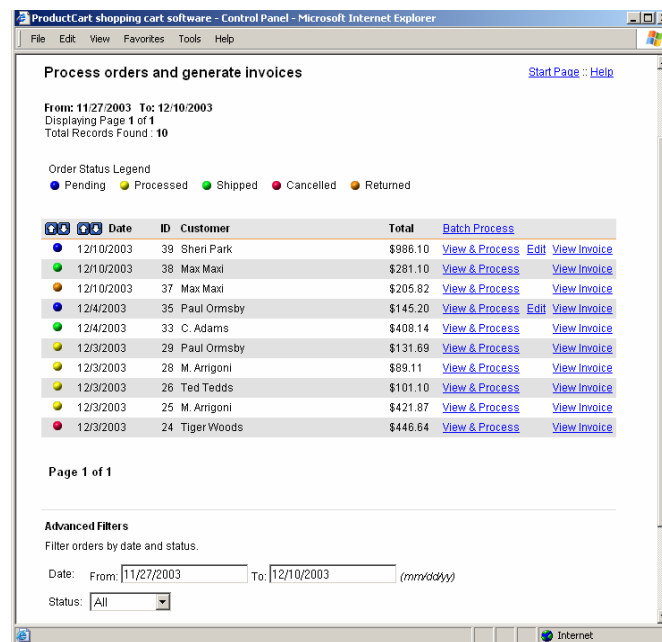 ProductCart shopping cart software - Control Panel - Microsoft Internet Explorer
File Edit View Favorites Tools Help
Process orders and generate invoices Start Page :: Help
From: 11/27/2003 To: 12/10/2003
Displaying Page 1 of 1
Total Records Found : 10
Order Status Legend
Pending Processed Shipped Cancelled Returned
Date ID Customer Total Batch Process
12/10/2003 39 Sheri Park $986.10 View & Process Edit View Invoice
12/10/2003 38 Max Maxi $281.10 View & Process View Invoice
12/10/2003 37 Max Maxi $205.82 View & Process View Invoice
12/4/2003 35 Paul Ormsby $145.20 View & Process Edit View Invoice
12/4/2003 33 C. Adams $408.14 View & Process View Invoice
12/3/2003 29 Paul Ormsby $131.69 View & Process View Invoice
12/3/2003 28 M. Arrigoni $89.11 View & Process View Invoice
12/3/2003 26 Ted Tedds $101.10 View & Process View Invoice
12/3/2003 25 M. Arrigoni $421.87 View & Process View Invoice
12/3/2003 24 Tiger Woods $446.64 View & Process View Invoice
Page 1 of 1
Advanced Filters
Filter orders by date and status.
Date: From: 11/27/2003 To: 12/10/2003 (mm/dd/yy)
Status: All
Internet